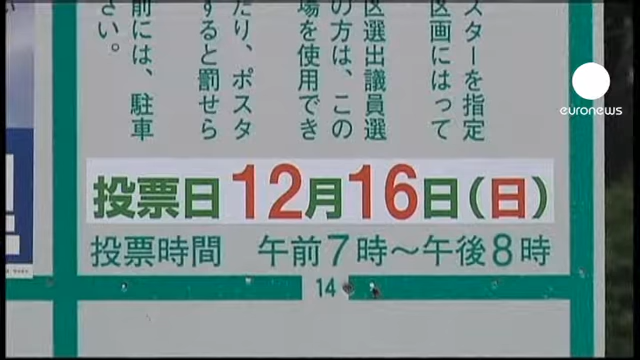 スターを指定
区画にはって
区選出議員選
の方は、この
場を使用でき
たり、ポスタ
すると罰せら
前には、駐車
さい。
投票日12月16日(日)
投票時間 午前7時～午後8時
14
euronews